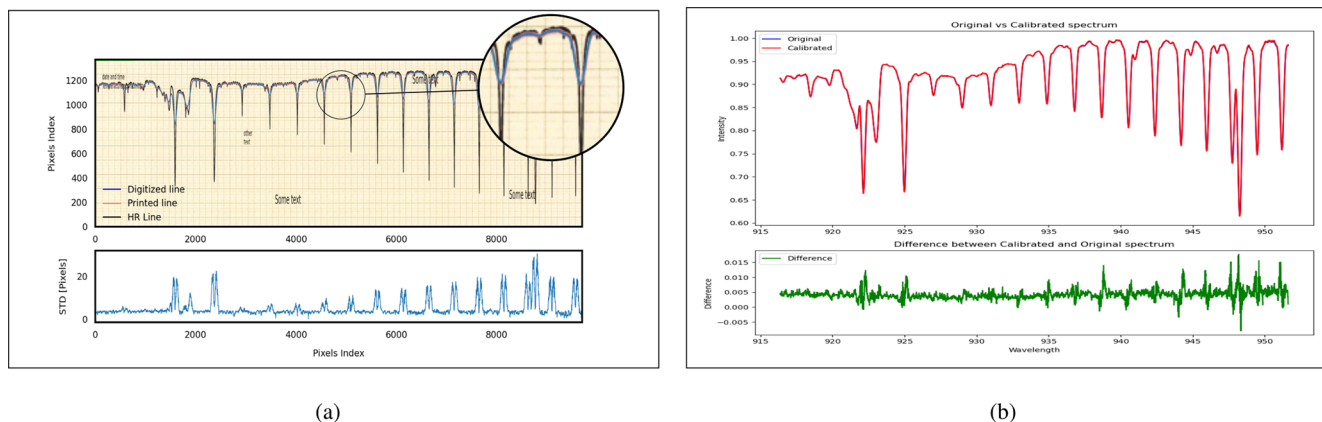 date and time
Some text
other
text
Some text
Some text
Digitized line
Printed line
HR Line
Pixels Index
1200
1000
800
600
400
200
0
0
2000
4000
6000
8000
STD [Pixels]
20
0
0
2000
4000
6000
8000
Pixels Index
(a)
Original vs Calibrated spectrum
Original
Calibrated
Intensity
1.00
0.95
0.90
0.85
0.80
0.75
0.70
0.65
0.60
915
920
925
930
935
940
945
950
Difference between Calibrated and Original spectrum
Difference
Difference
0.015
0.010
0.005
0.000
−0.005
915
920
925
930
935
940
945
950
Wavelength
(b)